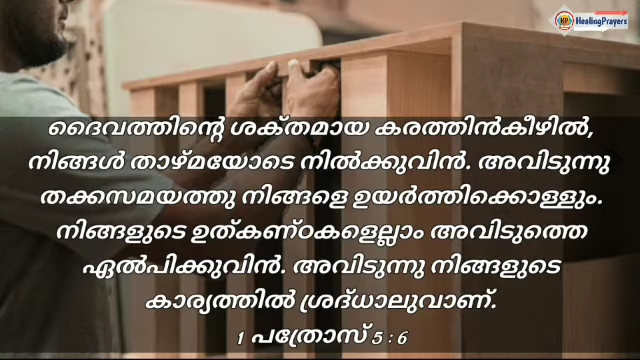 HP HealingPrayers
ദൈവത്തിന്റെ ശക്തമായ കരത്തിൻകീഴിൽ,
നിങ്ങൾ താഴ്മയോടെ നിൽക്കുവിൻ. അവിടുന്നു
തക്കസമയത്തു നിങ്ങളെ ഉയർത്തിക്കൊള്ളും.
നിങ്ങളുടെ ഉത്കണ്ഠകളെല്ലാം അവിടുത്തെ
ഏൽപിക്കുവിൻ. അവിടുന്നു നിങ്ങളുടെ
കാര്യത്തിൽ ശ്രദ്ധാലുവാണ്.
1 പത്രോസ് 5 : 6